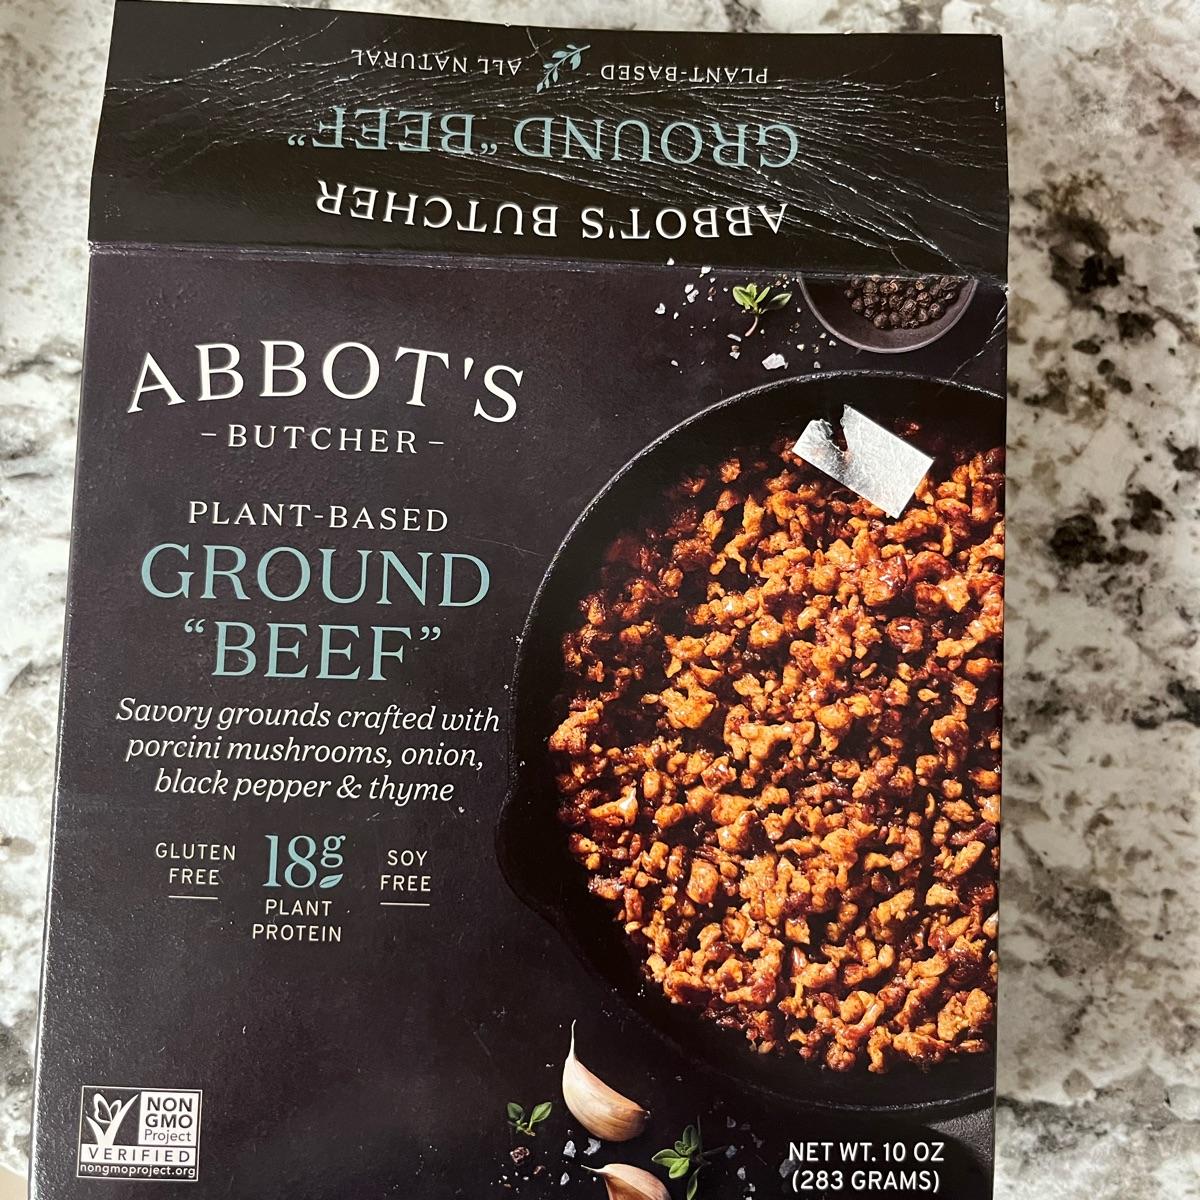 PLANT-BASED ALL NATURAL
GROUND “BEEF”
ABBOT'S BUTCHER
ABBOT'S
– BUTCHER –
PLANT-BASED
GROUND
“BEEF”
Savory grounds crafted with
porcini mushrooms, onion,
black pepper & thyme
GLUTEN
FREE
18g
PLANT
PROTEIN
SOY
FREE
NON
GMO
Project
VERIFIED
nongmoproject.org
NET WT. 10 OZ
(283 GRAMS)